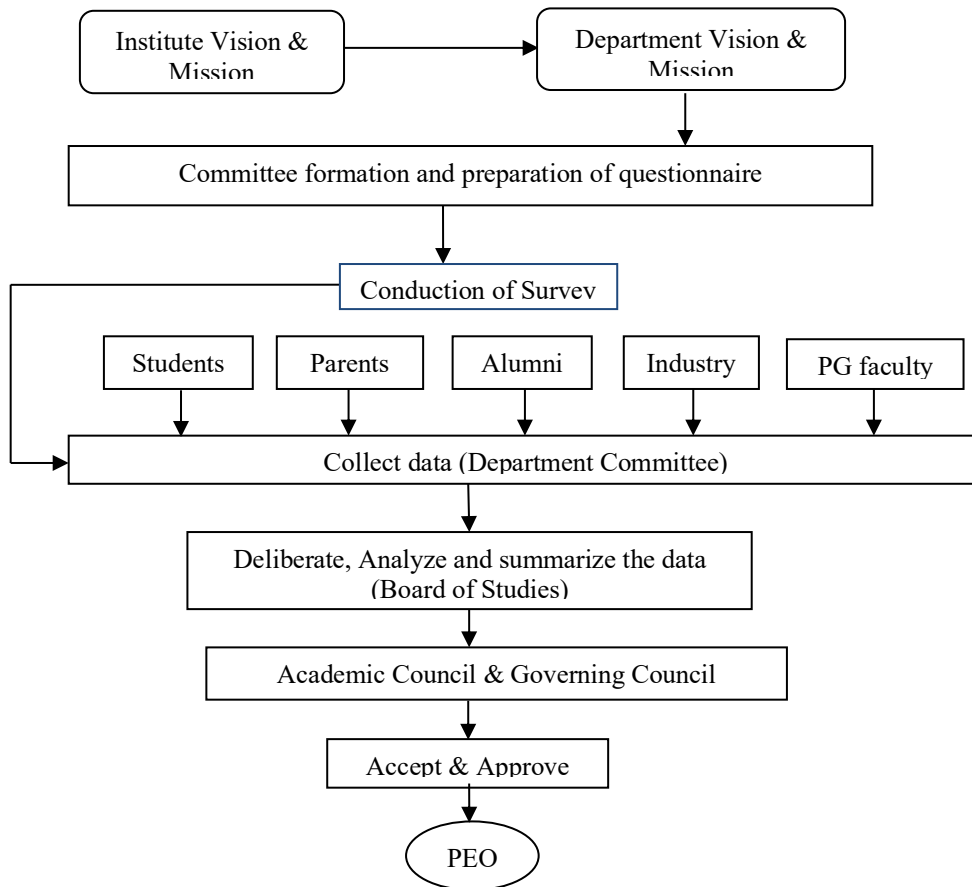 Institute Vision &
Mission
Department Vision &
Mission
Committee formation and preparation of questionnaire
Conduction of Survey
Students
Parents
Alumni
Industry
PG faculty
Collect data (Department Committee)
Deliberate, Analyze and summarize the data
(Board of Studies)
Academic Council & Governing Council
Accept & Approve
PEO